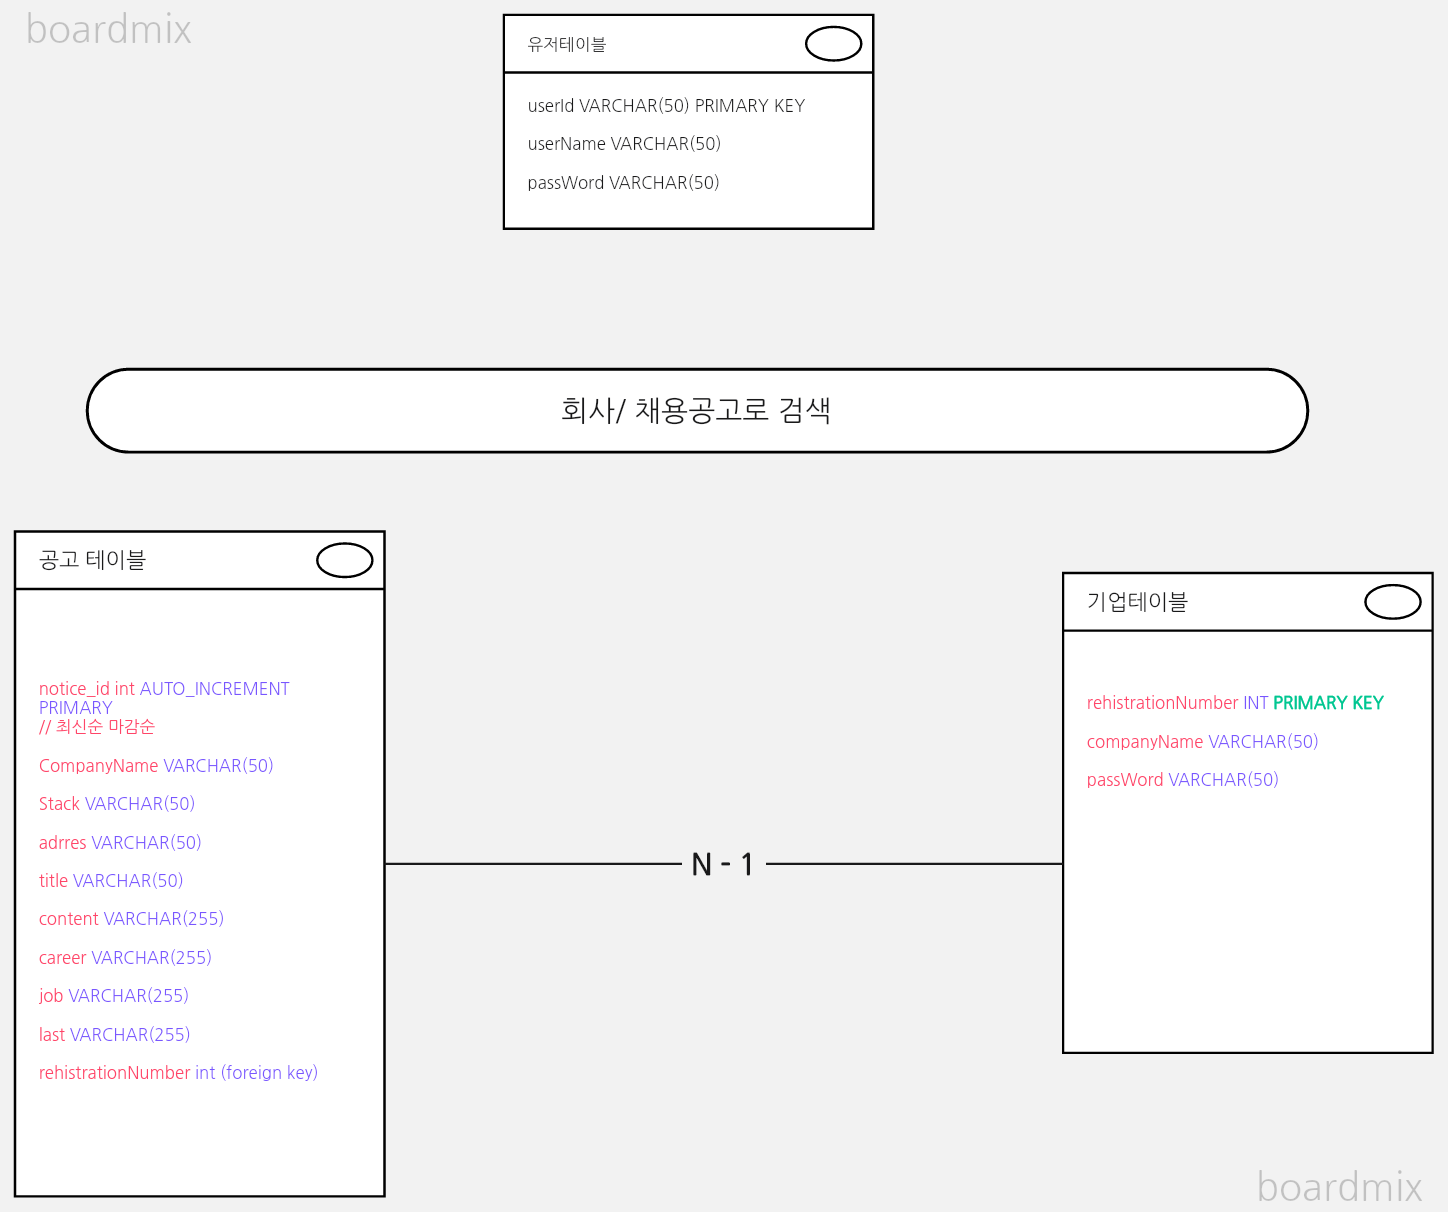 boardmix
유저테이블
userId VARCHAR(50) PRIMARY KEY
userName VARCHAR(50)
passWord VARCHAR(50)
회사/ 채용공고로 검색
공고 테이블
notice_id int AUTO_INCREMENT
PRIMARY
// 최신순 마감순
CompanyName VARCHAR(50)
Stack VARCHAR(50)
adrres VARCHAR(50)
title VARCHAR(50)
content VARCHAR(255)
career VARCHAR(255)
job VARCHAR(255)
last VARCHAR(255)
rehistrationNumber int (foreign key)
N - 1
기업테이블
rehistrationNumber INT PRIMARY KEY
companyName VARCHAR(50)
passWord VARCHAR(50)
boardmix